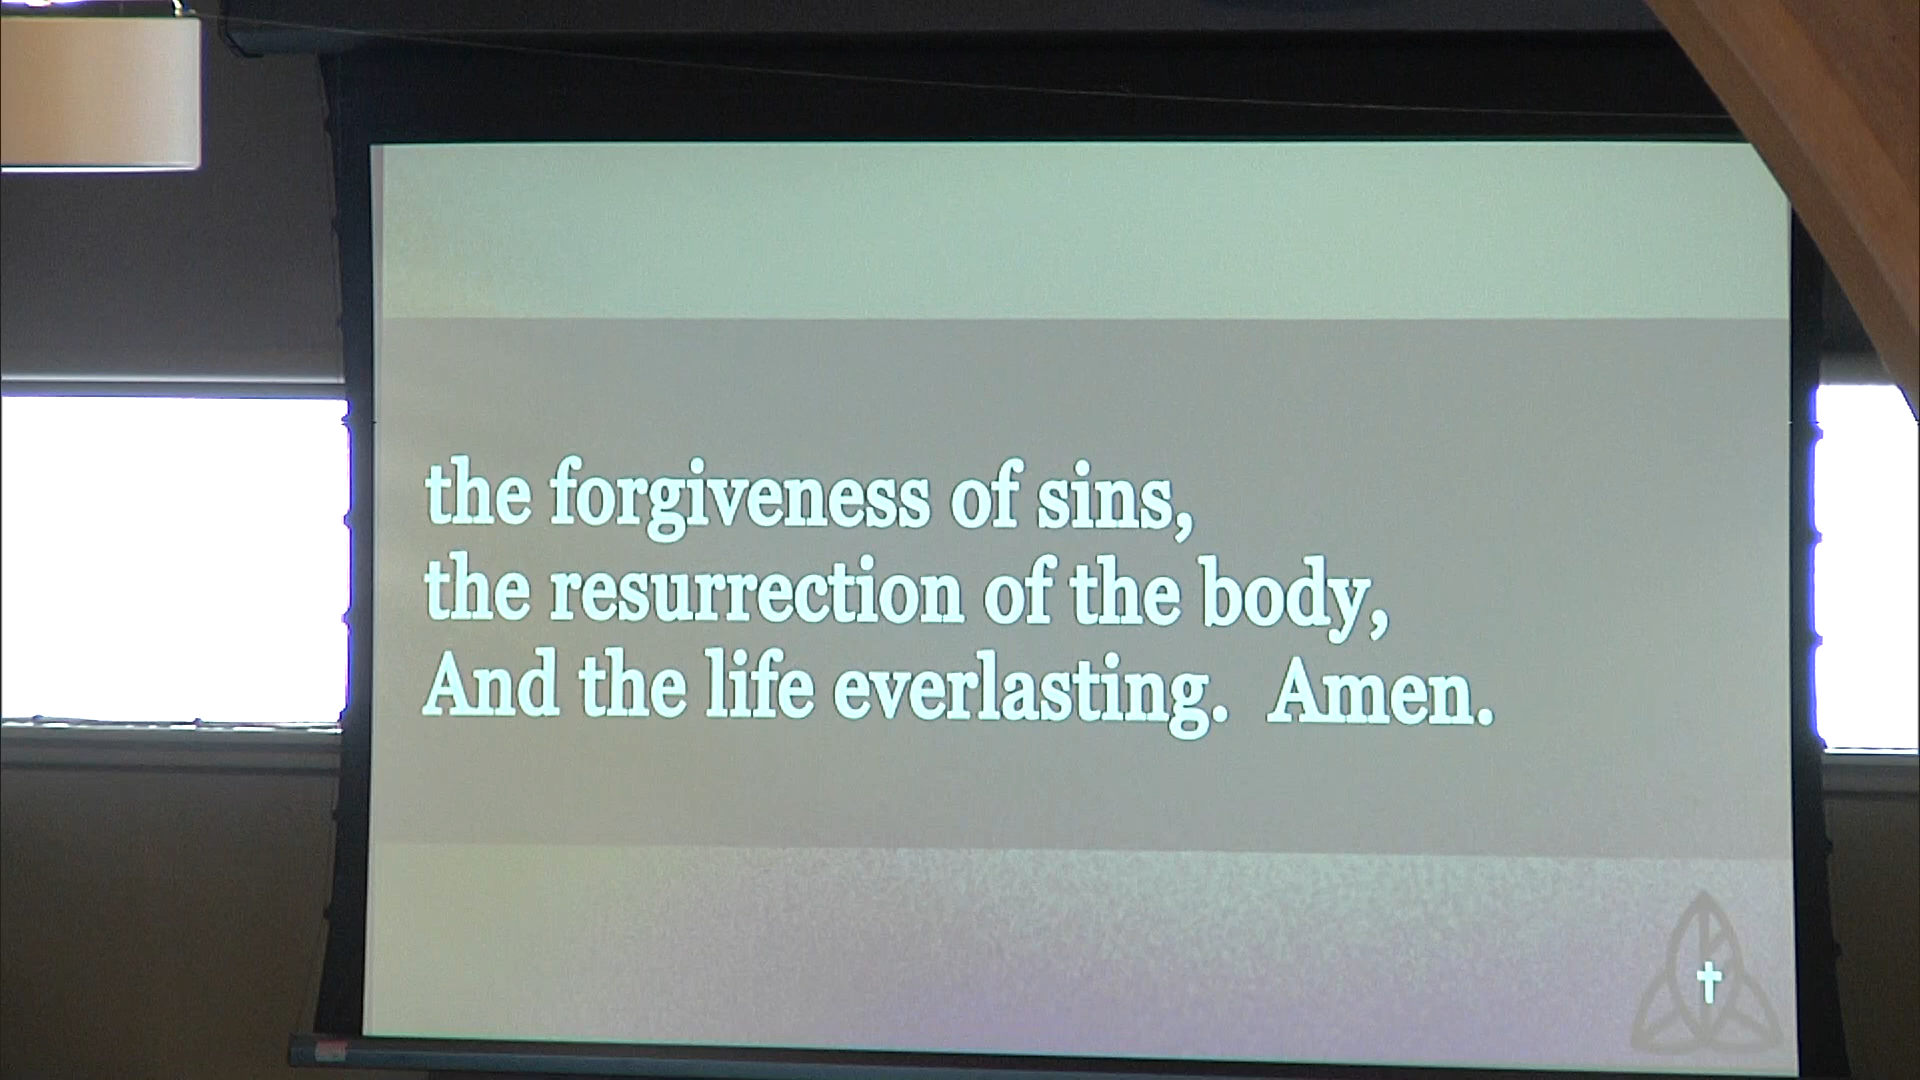 the forgiveness of sins,
the resurrection of the body,
And the life everlasting.  Amen.